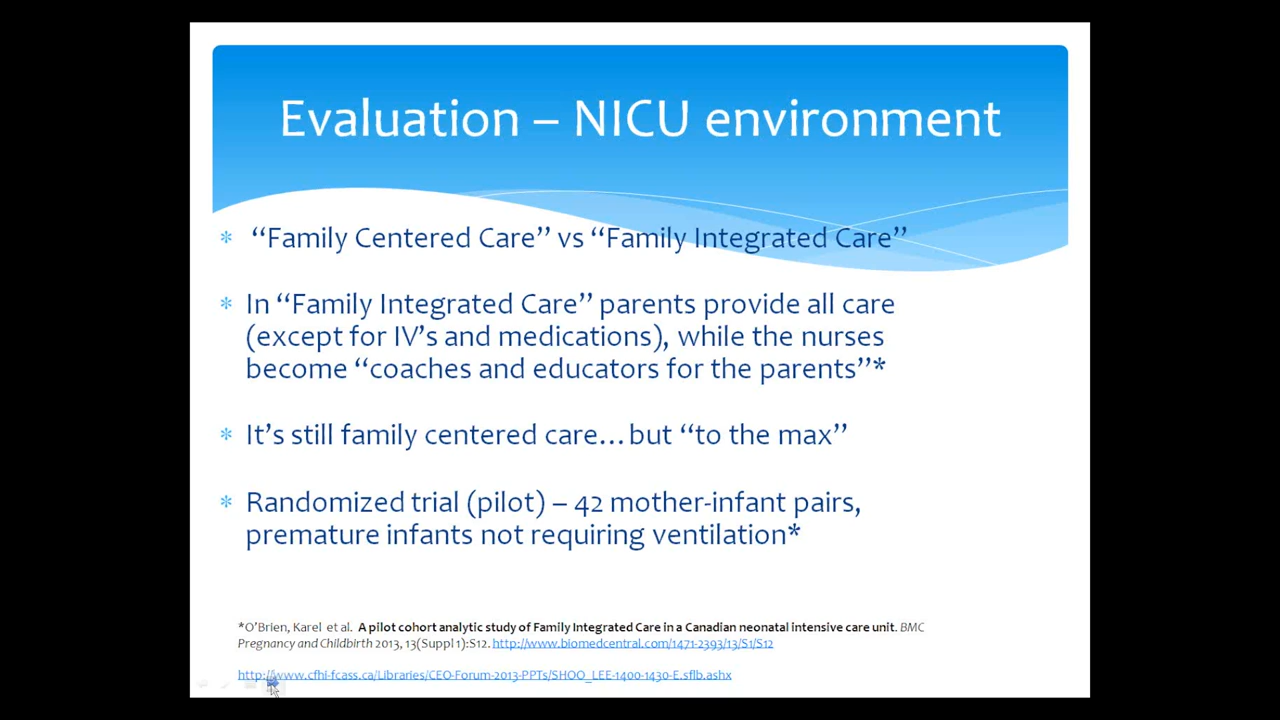 Evaluation – NICU environment
* “Family Centered Care” vs “Family Integrated Care”
* In “Family Integrated Care” parents provide all care
(except for IV’s and medications), while the nurses
become “coaches and educators for the parents”*
* It’s still family centered care…but “to the max”
* Randomized trial (pilot) – 42 mother-infant pairs,
premature infants not requiring ventilation*
*O’Brien, Karel et al. A pilot cohort analytic study of Family Integrated Care in a Canadian neonatal intensive care unit. BMC
Pregnancy and Childbirth 2013, 13(Suppl 1):S12. http://www.biomedcentral.com/1471-2393/13/S1/S12
http://www.cfhi-fcass.ca/Libraries/CEO-Forum-2013-PPTs/SHOO_LEE-1400-1430-E.sflb.ashx